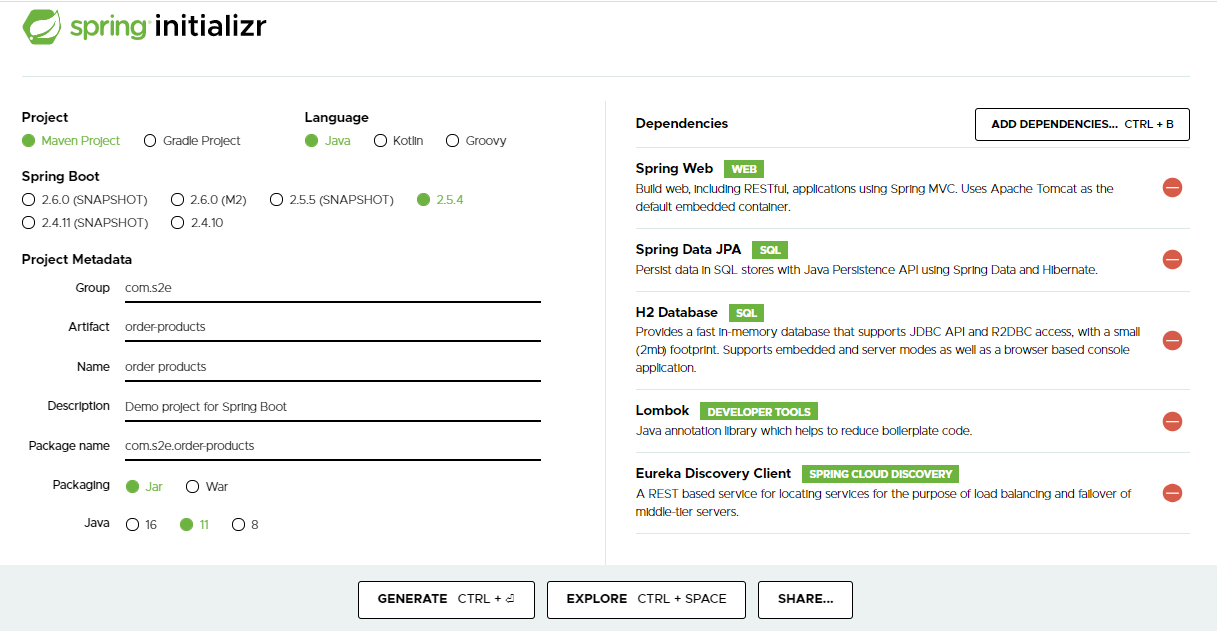 spring initializr
Project
Maven Project Gradle Project
Language
Java Kotlin Groovy
Spring Boot
2.6.0 (SNAPSHOT) 2.6.0 (M2) 2.5.5 (SNAPSHOT) 2.5.4
2.4.11 (SNAPSHOT) 2.4.10
Project Metadata
Group com.s2e
Artifact order-products
Name order products
Description Demo project for Spring Boot
Package name com.s2e.order-products
Packaging Jar War
Java 16 11 8
Dependencies
ADD DEPENDENCIES... CTRL + B
Spring Web WEB
Build web, including RESTful, applications using Spring MVC. Uses Apache Tomcat as the
default embedded container.
Spring Data JPA SQL
Persist data in SQL stores with Java Persistence API using Spring Data and Hibernate.
H2 Database SQL
Provides a fast in-memory database that supports JDBC API and R2DBC access, with a small
(2mb) footprint. Supports embedded and server modes as well as a browser based console
application.
Lombok DEVELOPER TOOLS
Java annotation library which helps to reduce boilerplate code.
Eureka Discovery Client SPRING CLOUD DISCOVERY
A REST based service for locating services for the purpose of load balancing and failover of
middle-tier servers.
GENERATE CTRL + ⏎
EXPLORE CTRL + SPACE
SHARE...